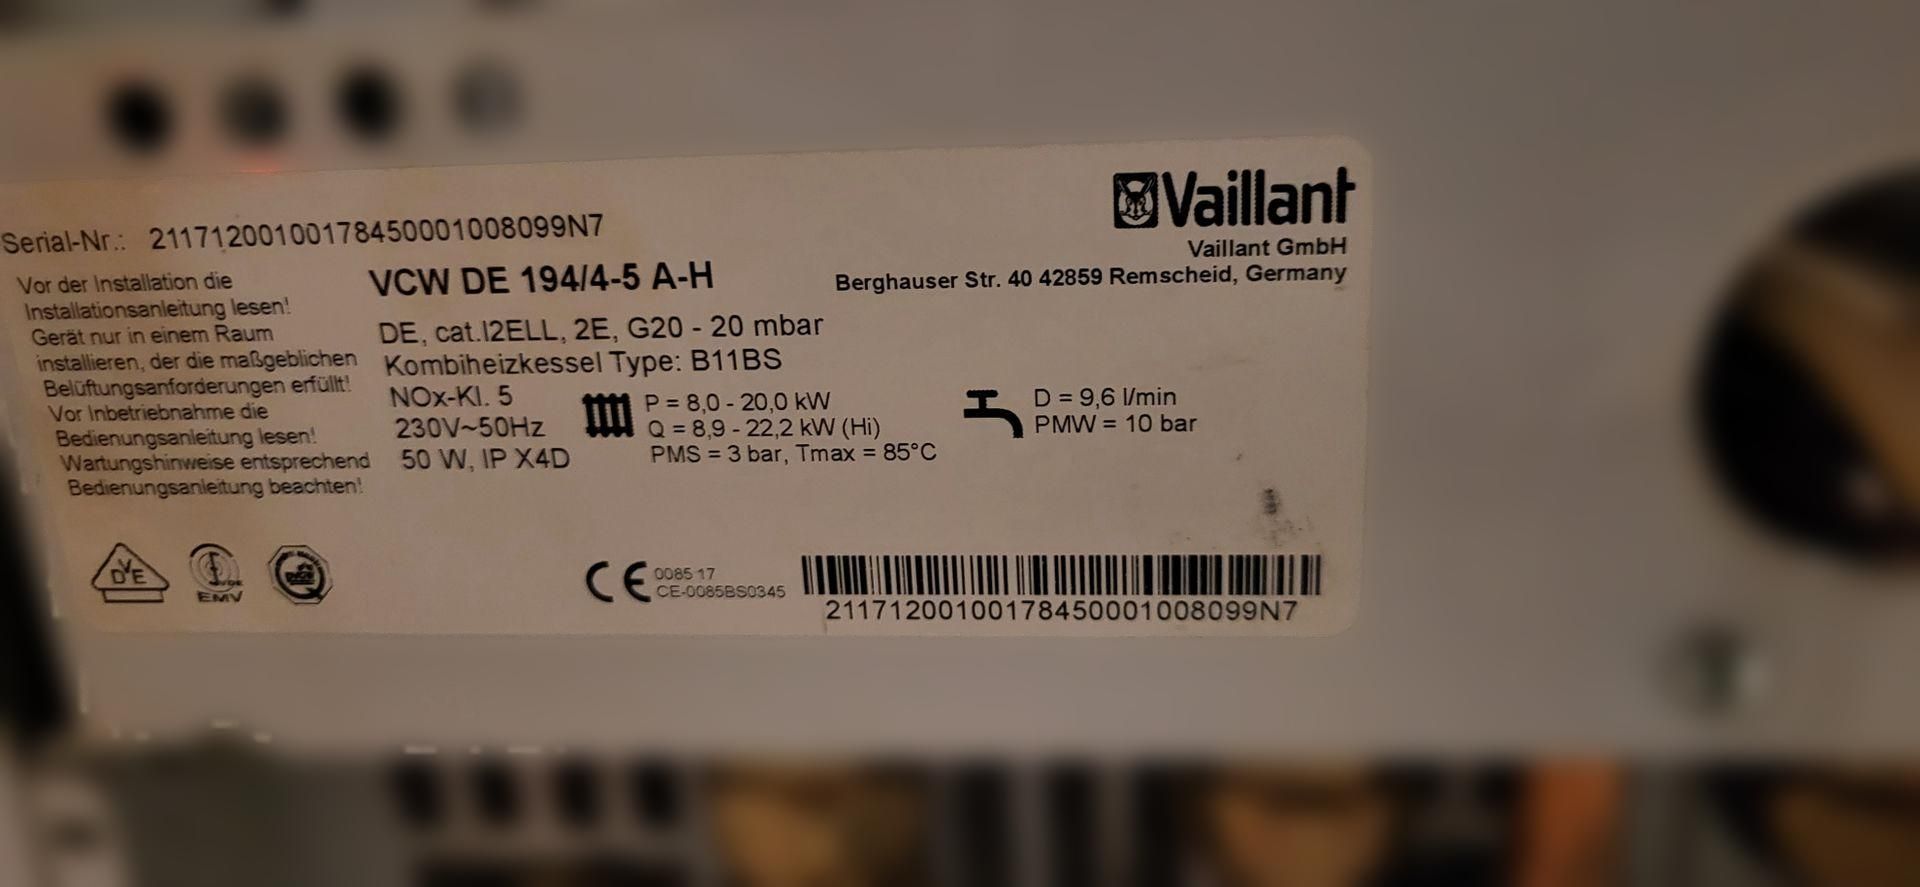 Vaillant
Vaillant GmbH
Berghauser Str. 40 42859 Remscheid, Germany
Serial-Nr.: 21171200100178450001008099N7
Vor der Installation die
Installationsanleitung lesen!
Gerät nur in einem Raum
installieren, der die maßgeblichen
Belüftungsanforderungen erfüllt!
Vor Inbetriebnahme die
Bedienungsanleitung lesen!
Wartungshinweise entsprechend
Bedienungsanleitung beachten!
VCW DE 194/4-5 A-H
DE, cat.I2ELL, 2E, G20 - 20 mbar
Kombiheizkessel Type: B11BS
NOx-Kl. 5
230V~50Hz
50 W, IP X4D
P = 8,0 - 20,0 kW
Q = 8,9 - 22,2 kW (Hi)
PMS = 3 bar, Tmax = 85°C
D = 9,6 l/min
PMW = 10 bar
DVE
VDE
EMV
CE
0085 17
CE-0085BS0345
21171200100178450001008099N7